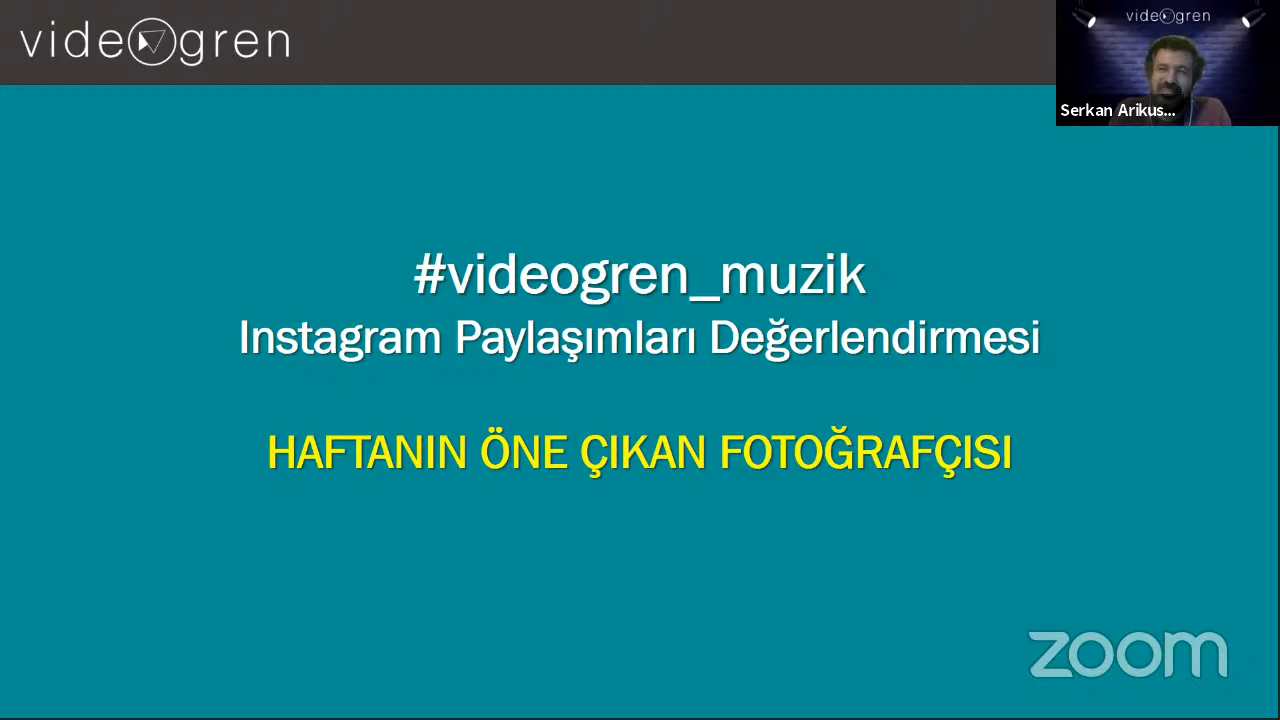 videogren
videogren
Serkan Arikus...
#videogren_muzik
Instagram Paylaşımları Değerlendirmesi
HAFTANIN ÖNE ÇIKAN FOTOĞRAFÇISI
zoom